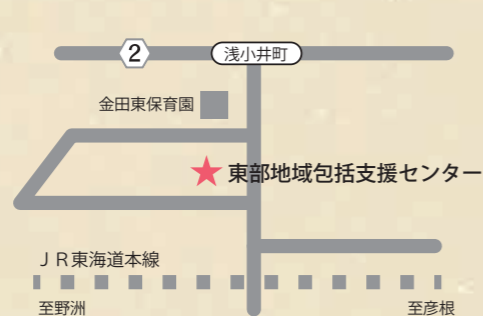 2
浅小井町
金田東保育園
東部地域包括支援センター
ＪＲ東海道本線
至野洲
至彦根